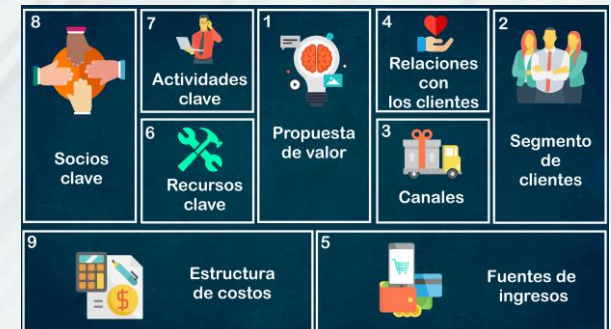 8
Socios
clave
7
Actividades
clave
6
Recursos
clave
1
Propuesta
de valor
4
Relaciones
con
los clientes
3
Canales
2
Segmento
de
clientes
9
Estructura
de costos
5
Fuentes de
ingresos